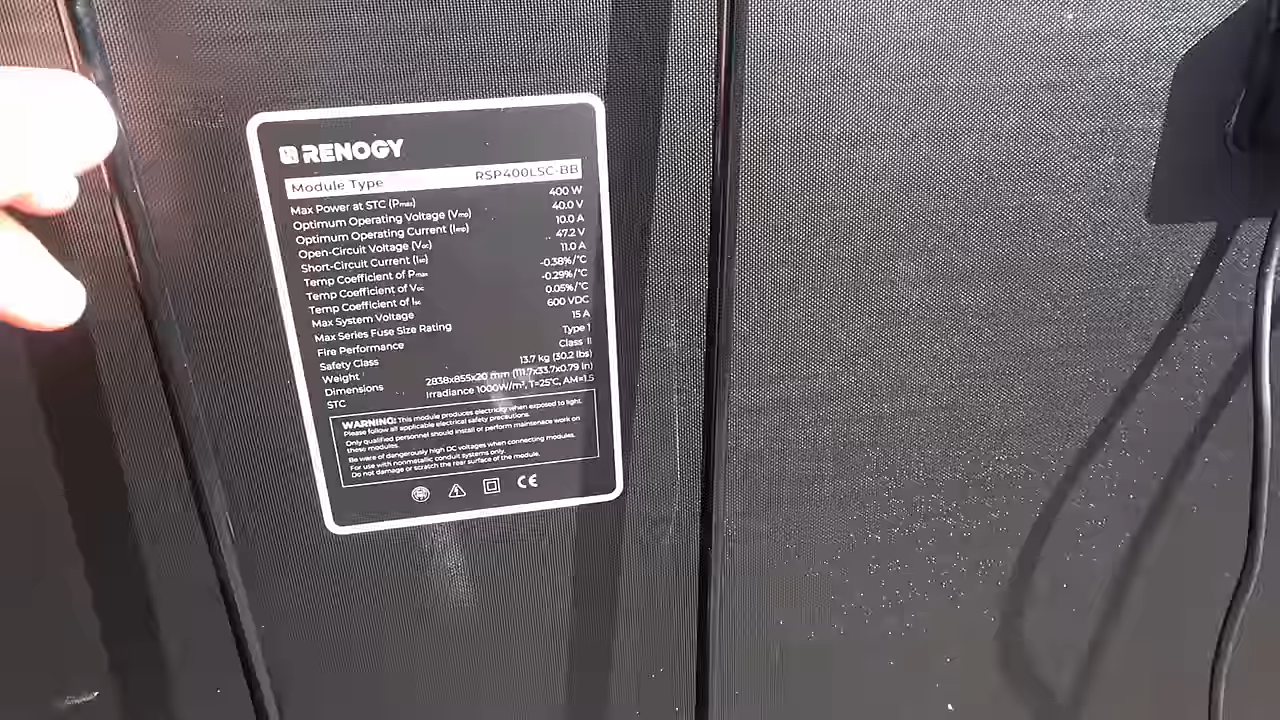 RENOGY
Module Type RSP400LSC-BB
Max Power at STC (Pmax) 400 W
Optimum Operating Voltage (Vmp) 40.0 V
Optimum Operating Current (Imp) 10.0 A
Open-Circuit Voltage (Voc) 47.2 V
Short-Circuit Current (Isc) 11.0 A
Temp Coefficient of Pmax -0.38%/°C
Temp Coefficient of Voc -0.29%/°C
Temp Coefficient of Isc 0.05%/°C
Max System Voltage 600 VDC
Max Series Fuse Size Rating 15 A
Fire Performance Type 1
Safety Class Class II
Weight 13.7 kg (30.2 lbs)
Dimensions 2838x855x20 mm (111.7x33.7x0.79 in)
STC Irradiance 1000W/m², T=25°C, AM=1.5
WARNING: This module produces electricity when exposed to light.
Please follow all applicable electrical safety precautions.
Only qualified personnel should install or perform maintenace work on
these modules.
Be ware of dangerously high DC voltages when connecting modules.
For use with nonmetallic conduit systems only.
Do not damage or scratch the rear surface of the module.
CE